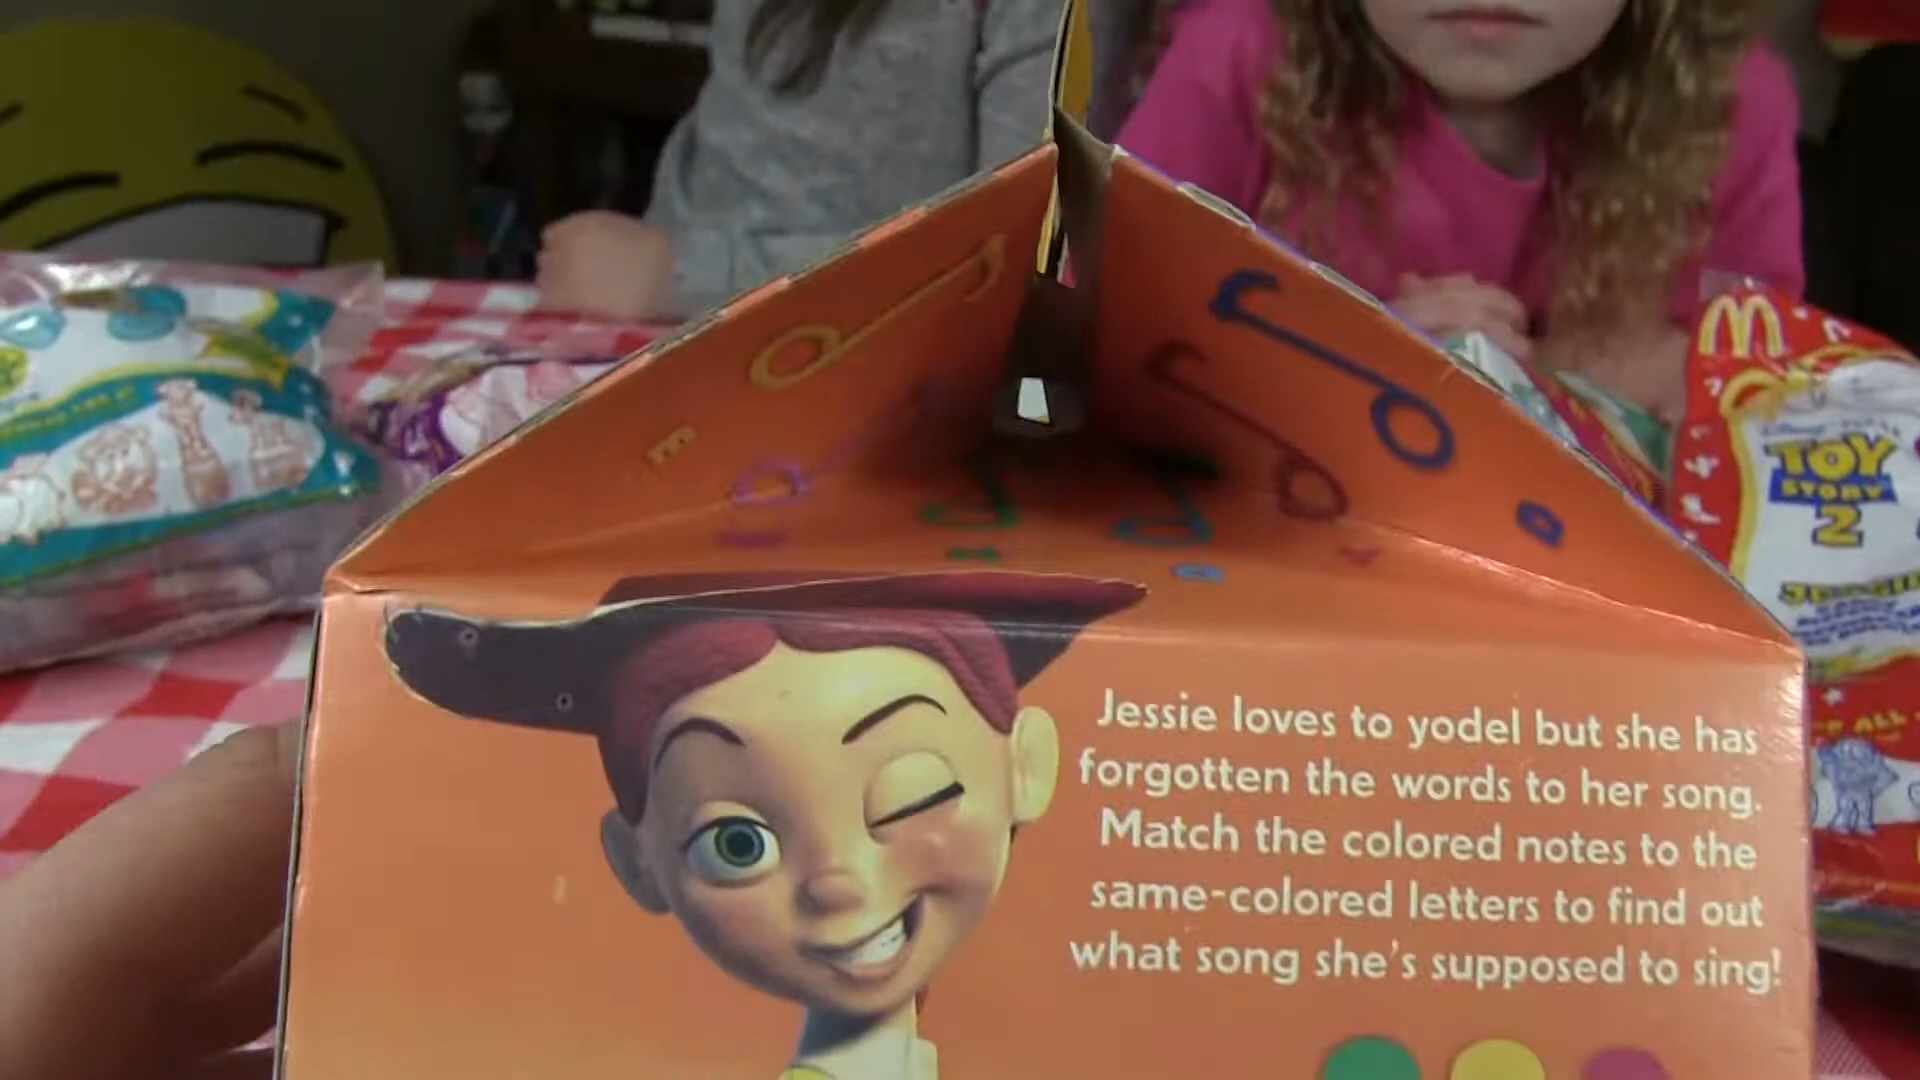 M
TOY
STORY
2
JESSIE
E
H
O
Y
O
Jessie loves to yodel but she has
forgotten the words to her song.
Match the colored notes to the
same-colored letters to find out
what song she's supposed to sing!